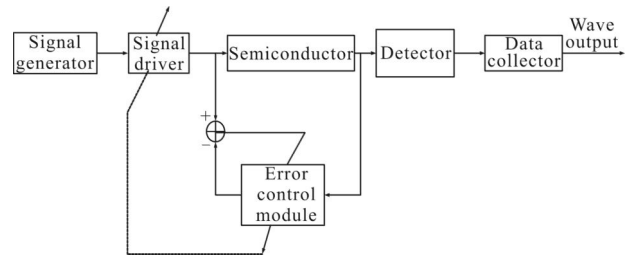 Signal
generator
Signal
driver
Semiconductor
Detector
Data
collector
Wave
output
+
−
Error
control
module